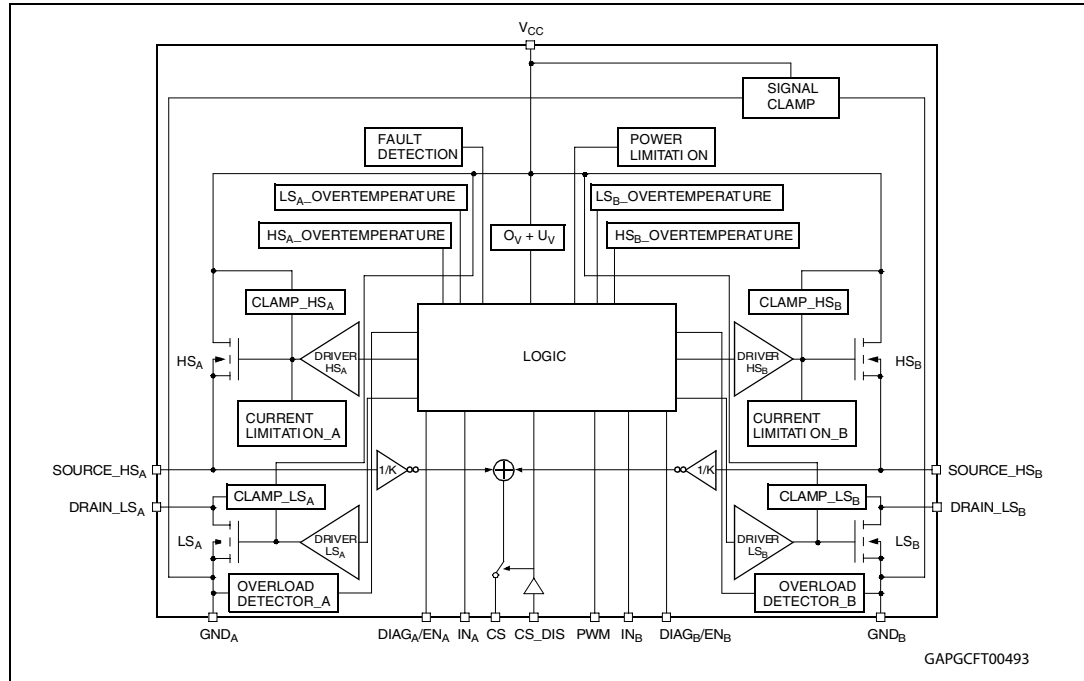 VCC
SIGNAL
CLAMP
FAULT
DETECTION
POWER
LIMITATION
LSA_OVERTEMPERATURE
LSB_OVERTEMPERATURE
HSA_OVERTEMPERATURE
OV + UV
HSB_OVERTEMPERATURE
CLAMP_HSA
CLAMP_HSB
HSA
DRIVER
HSA
LOGIC
DRIVER
HSB
HSB
CURRENT
LIMITATION_A
CURRENT
LIMITATION_B
SOURCE_HSA
1/K
1/K
SOURCE_HSB
DRAIN_LSA
CLAMP_LSA
CLAMP_LSB
DRAIN_LSB
LSA
DRIVER
LSA
DRIVER
LSB
LSB
OVERLOAD
DETECTOR_A
OVERLOAD
DETECTOR_B
GNDA
DIAGA/ENA
INA
CS
CS_DIS
PWM
INB
DIAGB/ENB
GNDB
GAPGCFT00493